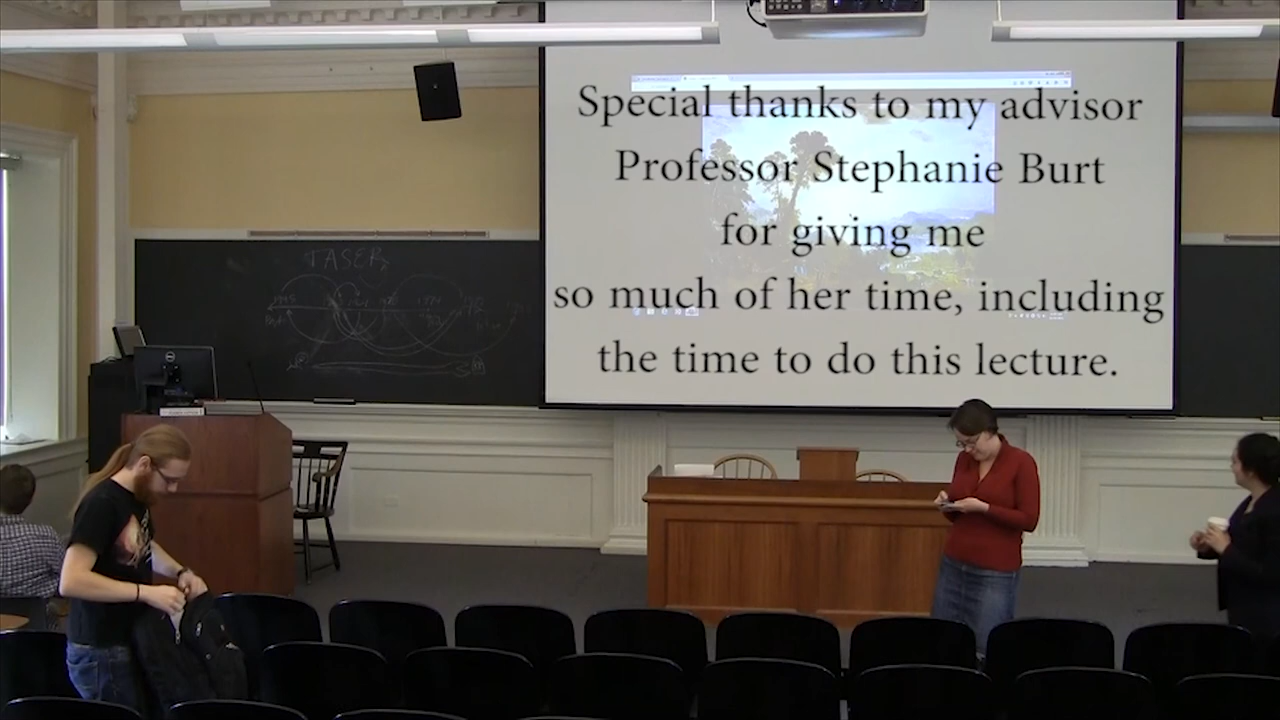 Special thanks to my advisor
Professor Stephanie Burt
for giving me
so much of her time, including
the time to do this lecture.
TASER